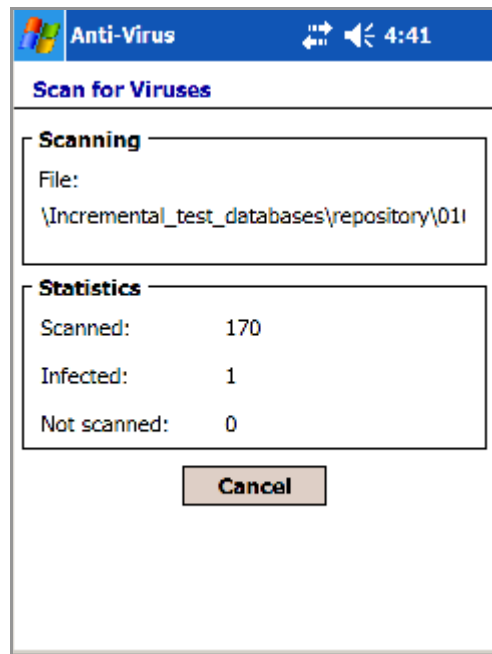 Anti-Virus 4:41
Scan for Viruses
Scanning
File:
\Incremental_test_databases\repository\01
Statistics
Scanned: 170
Infected: 1
Not scanned: 0
Cancel